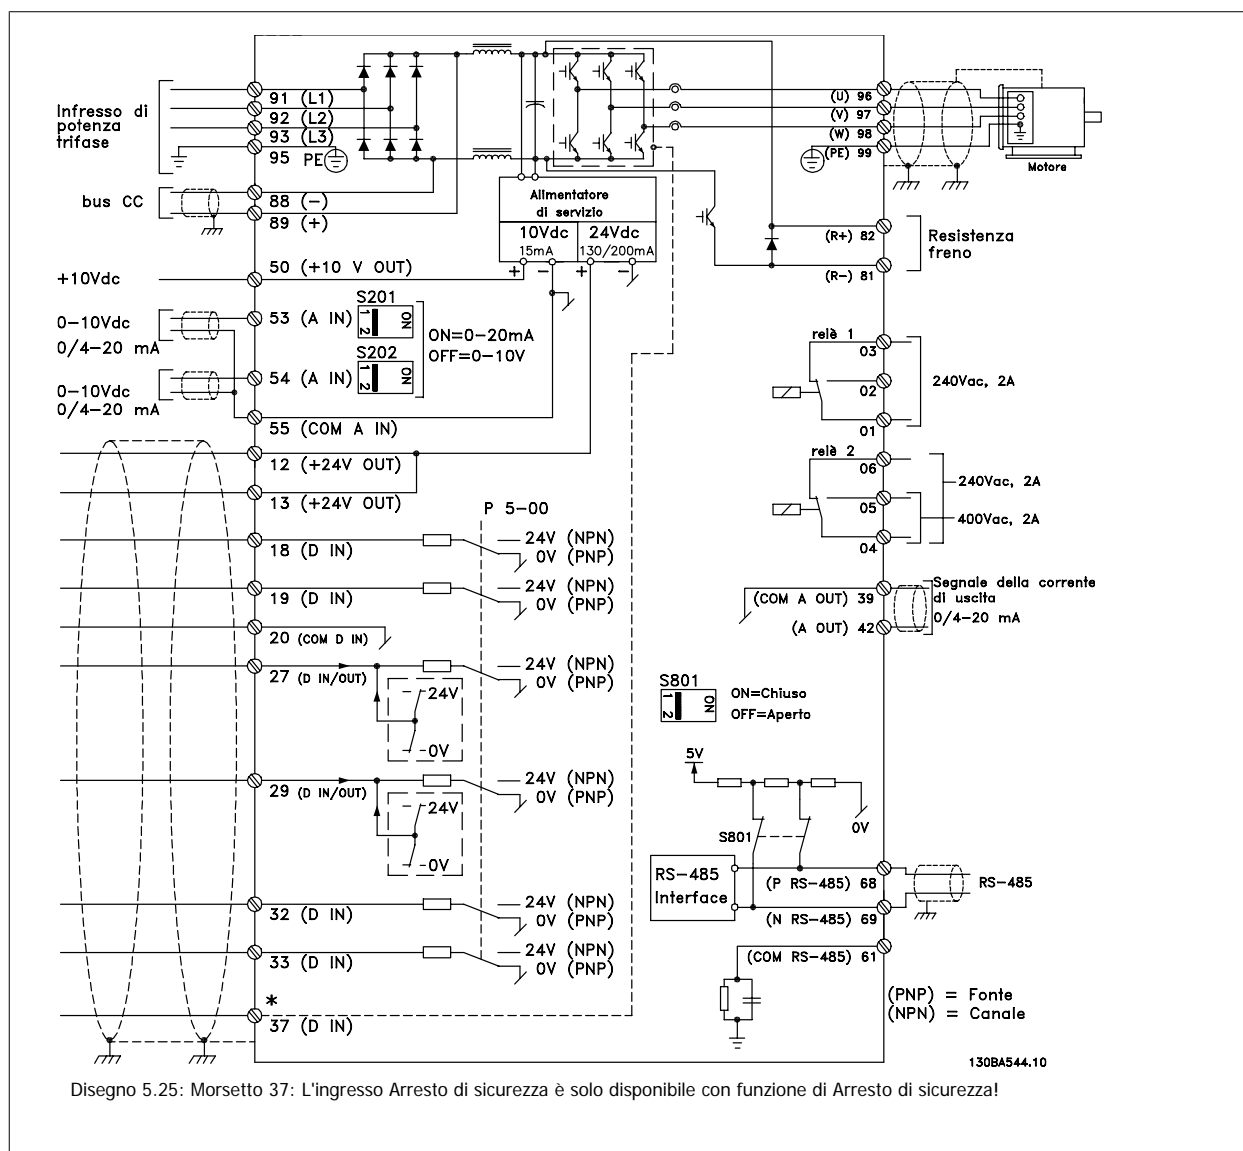 Infresso di
potenza
trifase
91 (L1)
92 (L2)
93 (L3)
95 PE
bus CC
88 (−)
89 (+)
+10Vdc
50 (+10 V OUT)
0−10Vdc
0/4−20 mA
53 (A IN)
S201
1 2 ON
ON=0−20mA
OFF=0−10V
S202
1 2 ON
0−10Vdc
0/4−20 mA
54 (A IN)
55 (COM A IN)
12 (+24V OUT)
13 (+24V OUT)
P 5-00
18 (D IN)
24V (NPN)
0V (PNP)
19 (D IN)
24V (NPN)
0V (PNP)
20 (COM D IN)
27 (D IN/OUT)
24V (NPN)
0V (PNP)
24V
0V
29 (D IN/OUT)
24V (NPN)
0V (PNP)
24V
0V
32 (D IN)
24V (NPN)
0V (PNP)
33 (D IN)
24V (NPN)
0V (PNP)
*
37 (D IN)
Alimentatore
di servizio
10Vdc
15mA
24Vdc
130/200mA
+ − + −
(U) 96
(V) 97
(W) 98
(PE) 99
Motore
(R+) 82
Resistenza
freno
(R−) 81
relè 1
03
02
01
240Vac, 2A
relè 2
06
05
04
240Vac, 2A
400Vac, 2A
(COM A OUT) 39
(A OUT) 42
Segnale della corrente
di uscita
0/4−20 mA
S801
1 2 ON
ON=Chiuso
OFF=Aperto
5V
0V
S801
RS−485
Interface
(P RS−485) 68
(N RS−485) 69
RS−485
(COM RS−485) 61
(PNP) = Fonte
(NPN) = Canale
130BA544.10
Disegno 5.25: Morsetto 37: L'ingresso Arresto di sicurezza è solo disponibile con funzione di Arresto di sicurezza!